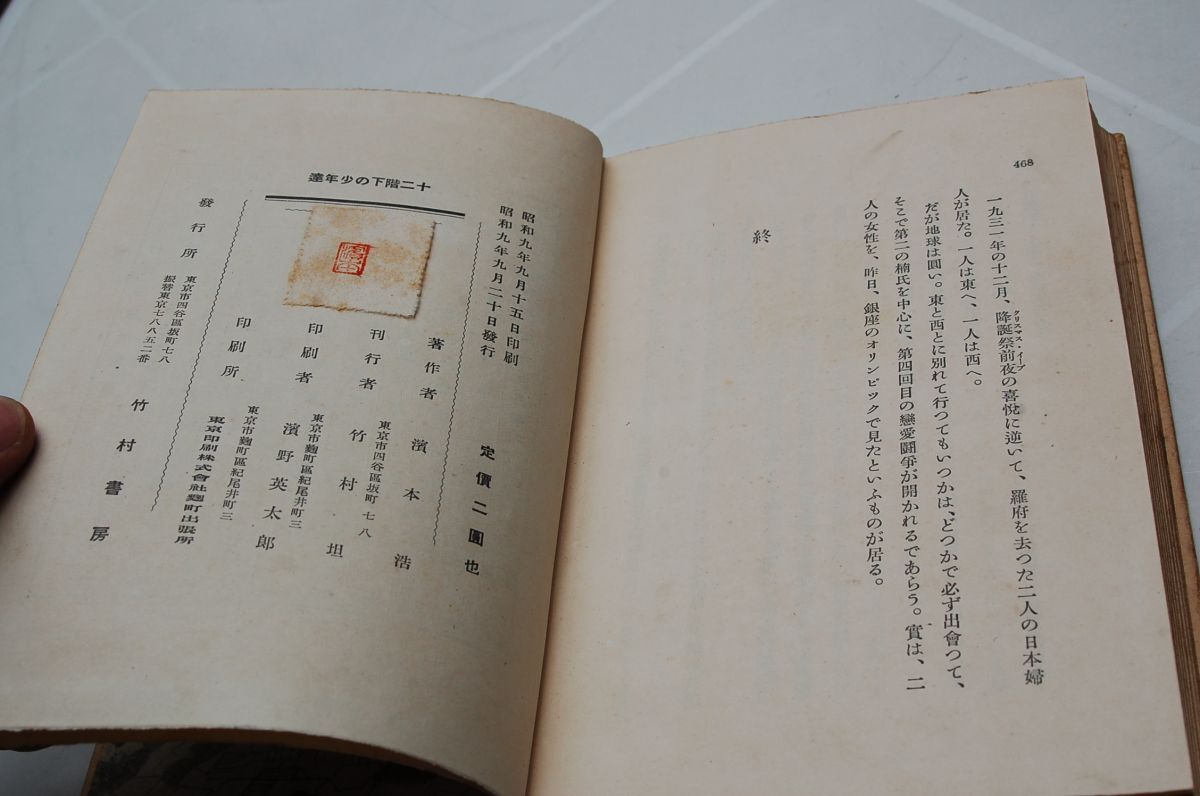 468
一九三一年の十二月、降誕祭前夜の喜悅に逆いて、羅府を去つた二人の日本婦
クリスマス・イーブ
人が居た。一人は東へ、一人は西へ。
だが地球は圓い。東と西とに別れて行つてもいつかは、どつかで必ず出會つて、
そこで第二の楠氏を中心に、第四回目の戀愛鬪爭が開かれるであらう。實は、二
人の女性を、昨日、銀座のオリンピックで見たといふものが居る。
終
十二階下の少年達
昭和九年九月十五日印刷
昭和九年九月二十日發行
定價二圓也
著作者 濱本浩
東京市四谷區坂町七八
刊行者 竹村坦
東京市麴町區紀尾井町三
印刷者 濱野英太郎
東京市麴町區紀尾井町三
印刷所 東京印刷株式會社麴町出張所
發行所 東京市四谷區坂町七八
振替東京七八八五二番
竹村書房